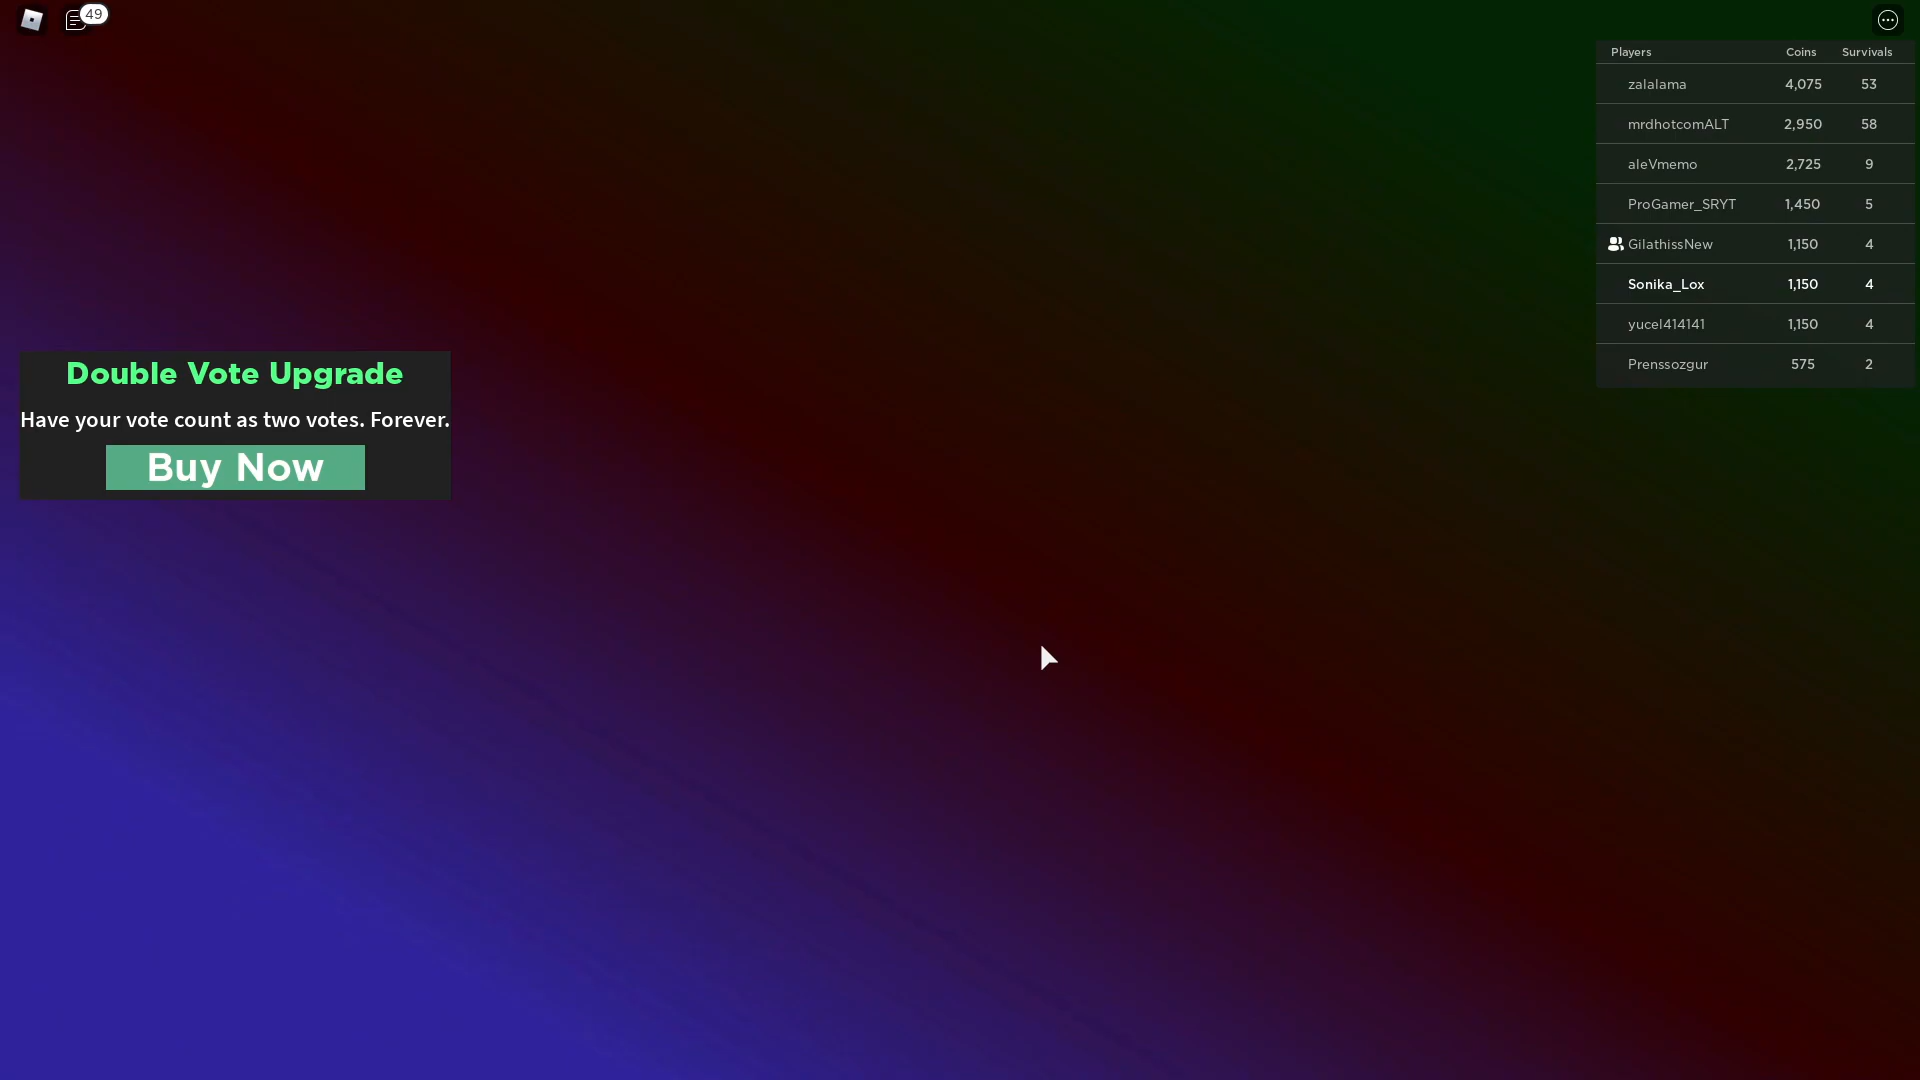 49
Players Coins Survivals
zalalama 4,075 53
mrdhotcomALT 2,950 58
aleVmemo 2,725 9
ProGamer_SRYT 1,450 5
GilathissNew 1,150 4
Sonika_Lox 1,150 4
yucel414141 1,150 4
Prenssozgur 575 2
Double Vote Upgrade
Have your vote count as two votes. Forever.
Buy Now